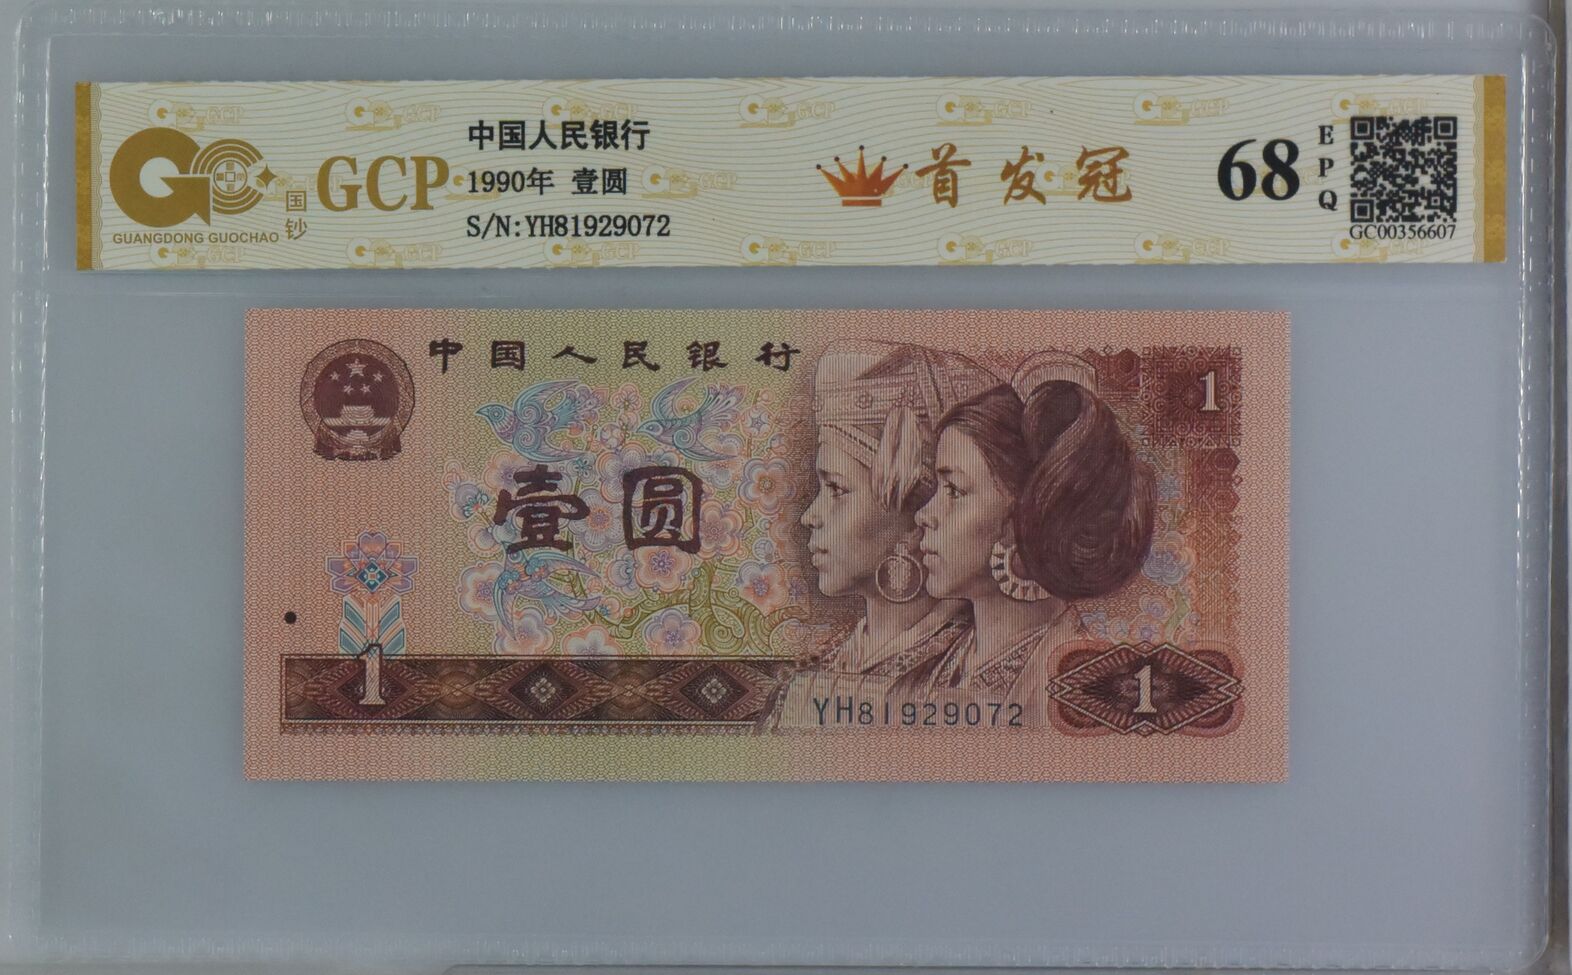 GUANGDONG GUOCHAO
国钞
GCP
中国人民银行
1990年 壹圆
S/N:YH81929072
首发冠
68
EPQ
GC00356607
中国人民银行
1
壹圆
1
YH81929072
1